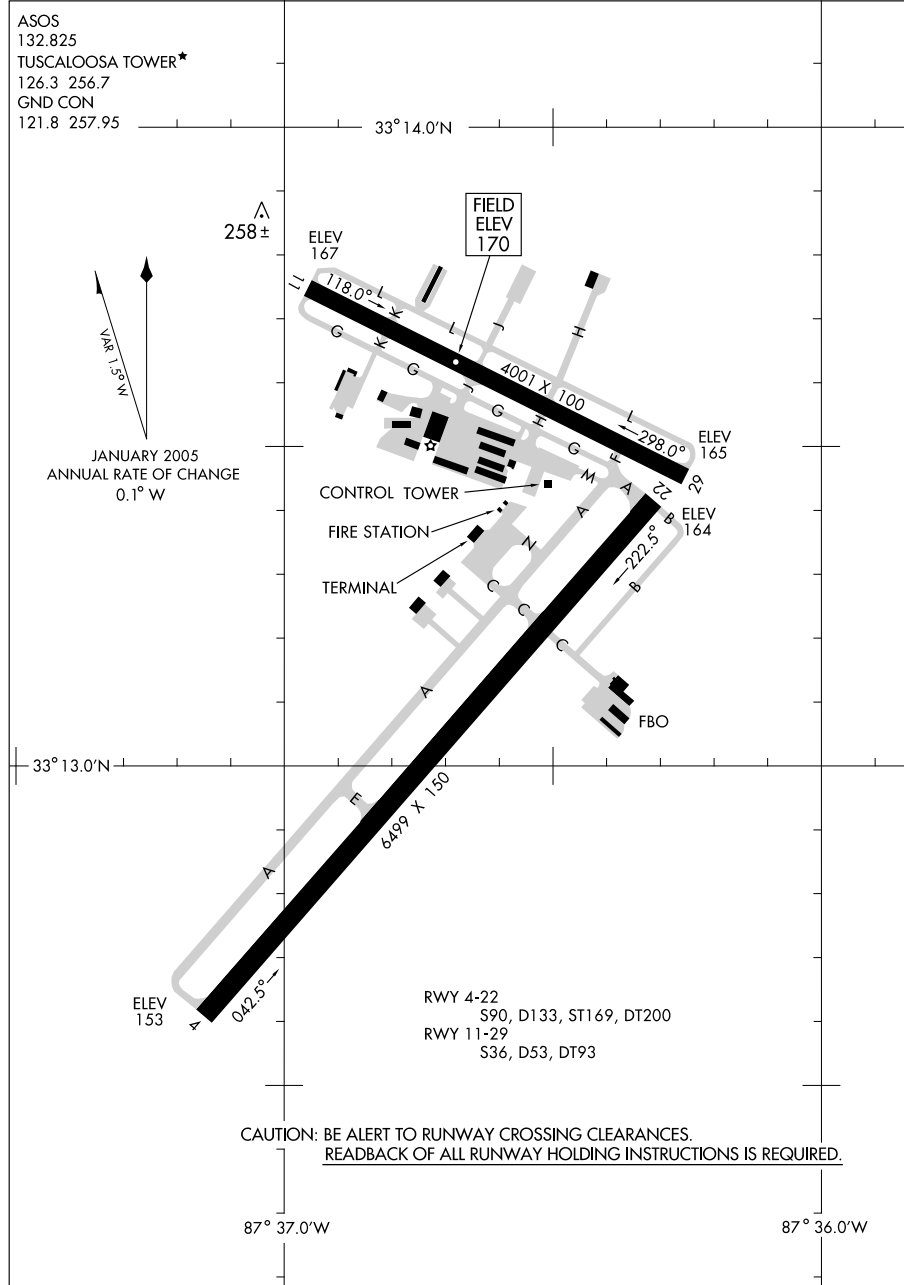 ASOS
132.825
TUSCALOOSA TOWER★
126.3 256.7
GND CON
121.8 257.95
33° 14.0'N
258 ±
FIELD
ELEV
170
ELEV
167
11
118.0°
L
K
K
L
J
H
G
G
J
G
H
G
4001 X 100
L
298.0°
F
ELEV
165
29
VAR 1.5° W
JANUARY 2005
ANNUAL RATE OF CHANGE
0.1° W
CONTROL TOWER
M
A
A
22
B
ELEV
164
FIRE STATION
N
222.5°
TERMINAL
B
C
C
C
A
FBO
33° 13.0'N
6499 X 150
E
A
ELEV
153
4
042.5°
RWY 4-22
S90, D133, ST169, DT200
RWY 11-29
S36, D53, DT93
CAUTION: BE ALERT TO RUNWAY CROSSING CLEARANCES.
READBACK OF ALL RUNWAY HOLDING INSTRUCTIONS IS REQUIRED.
87° 37.0'W
87° 36.0'W